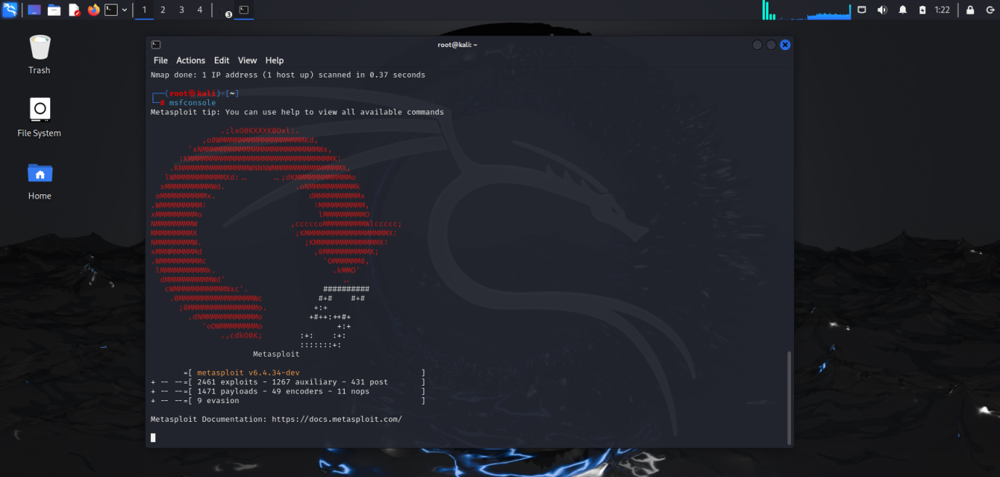 1 2 3 4
3
1:22
Trash
File System
Home
root@kali: ~
File Actions Edit View Help
Nmap done: 1 IP address (1 host up) scanned in 0.37 seconds
┌──(root㉿kali)-[~]
└─# msfconsole
Metasploit tip: You can use help to view all available commands
.;lxO0KXXXK0Oxl:.
,o0WMMMMMMMMMMMMMMMMMMKd,
'xNMMMMMMMMMMMMMMMMMMMMMMMMMWx,
:KMMMMMMMMMMMMMMMMMMMMMMMMMMMMMMK:
.KMMMMMMMMMMMMMMMWNNNWMMMMMMMMMMMMMMMX,
lWMMMMMMMMMMMXd:..     ..;dKMMMMMMMMMMMMo
xMMMMMMMMMMWd.               .oNMMMMMMMMMMk
oMMMMMMMMMMx.                    dMMMMMMMMMMx
.WMMMMMMMMM:                       :MMMMMMMMMM,
xMMMMMMMMMo                         lMMMMMMMMMO
NMMMMMMMMW                    ,cccccoMMMMMMMMMWlccccc;
MMMMMMMMMX                     ;KMMMMMMMMMMMMMMMMMMX:
NMMMMMMMMW.                      ;KMMMMMMMMMMMMMMX:
xMMMMMMMMMd                        ,0MMMMMMMMMMK;
.WMMMMMMMMMc                         'OMMMMMM0,
lMMMMMMMMMMk.                         .kMMO'
dMMMMMMMMMMWd'                         ..
cWMMMMMMMMMMMNxc'.                ##########
.0MMMMMMMMMMMMMMMMWc            #+#    #+#
;0MMMMMMMMMMMMMMMo.          +:+
.dNMMMMMMMMMMMMo          +#++:++#+
'oOWMMMMMMMMo                +:+
.,cdkO0K;        :+:    :+:
:::::::+:
Metasploit
=[ metasploit v6.4.34-dev                          ]
+ -- --=[ 2461 exploits - 1267 auxiliary - 431 post       ]
+ -- --=[ 1471 payloads - 49 encoders - 11 nops           ]
+ -- --=[ 9 evasion                                       ]
Metasploit Documentation: https://docs.metasploit.com/